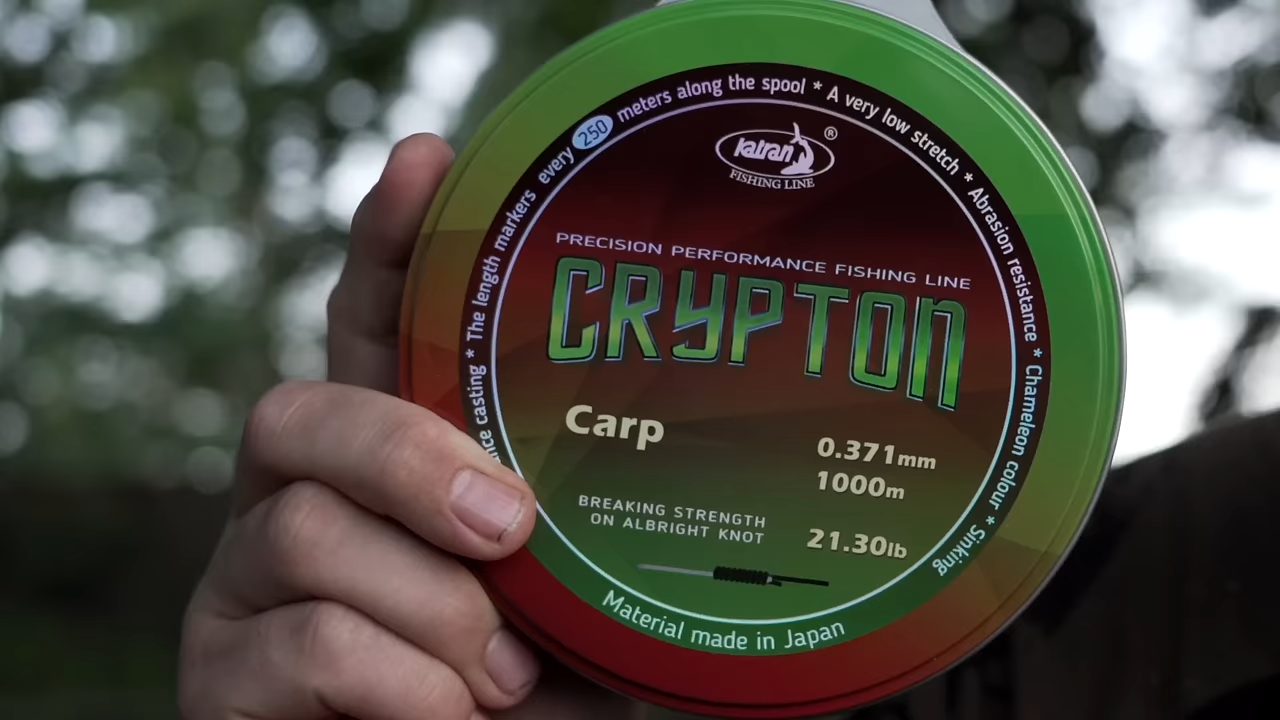 casting * The length markers every 250 meters along the spool * A very low stretch * Abrasion resistance * Chameleon colour * Sinking
katran ®
FISHING LINE
PRECISION PERFORMANCE FISHING LINE
CRYPTON
Carp
0.371mm
1000m
BREAKING STRENGTH
ON ALBRIGHT KNOT
21.30lb
Material made in Japan